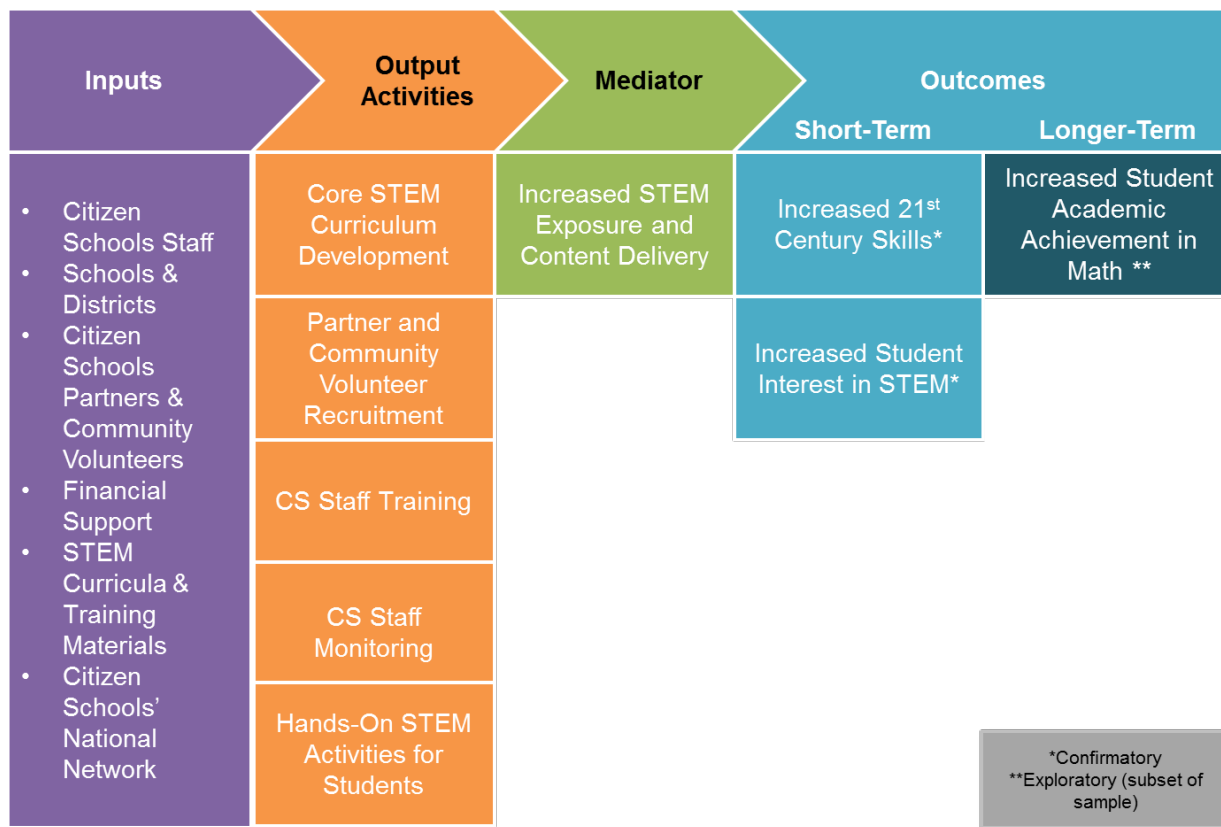 Inputs
Output
Activities
Mediator
Outcomes
Short-Term
Longer-Term
• Citizen
Schools Staff
• Schools &
Districts
• Citizen
Schools
Partners &
Community
Volunteers
• Financial
Support
• STEM
Curricula &
Training
Materials
• Citizen
Schools’
National
Network
Core STEM
Curriculum
Development
Partner and
Community
Volunteer
Recruitment
CS Staff Training
CS Staff
Monitoring
Hands-On STEM
Activities for
Students
Increased STEM
Exposure and
Content Delivery
Increased 21st
Century Skills*
Increased Student
Interest in STEM*
Increased Student
Academic
Achievement in
Math **
*Confirmatory
**Exploratory (subset of
sample)